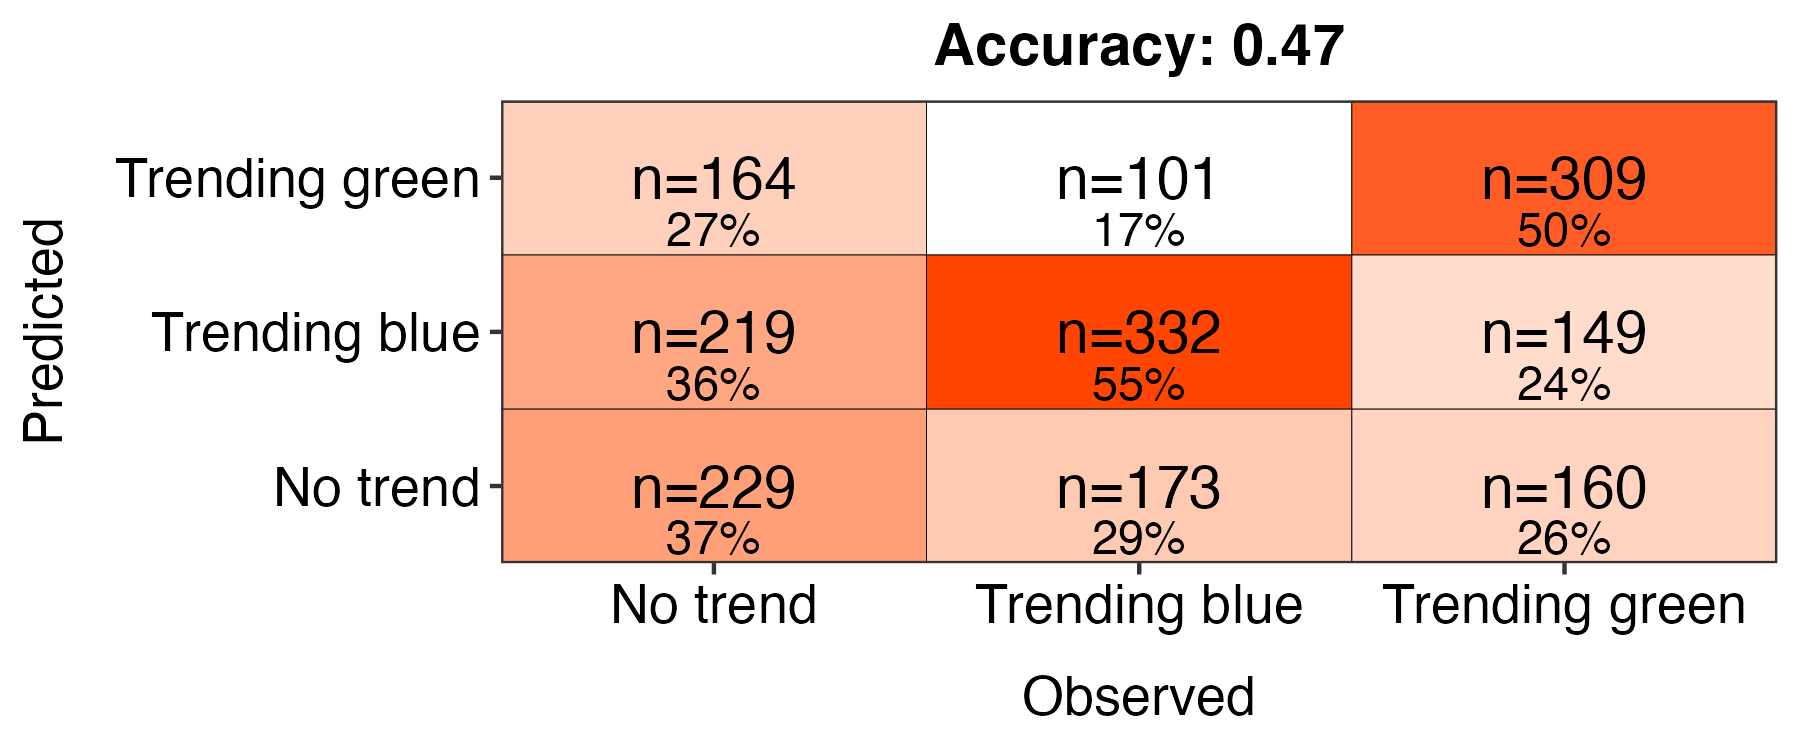 Accuracy: 0.47
Predicted
Trending green
n=164
27%
n=101
17%
n=309
50%
Trending blue
n=219
36%
n=332
55%
n=149
24%
No trend
n=229
37%
n=173
29%
n=160
26%
No trend
Trending blue
Trending green
Observed